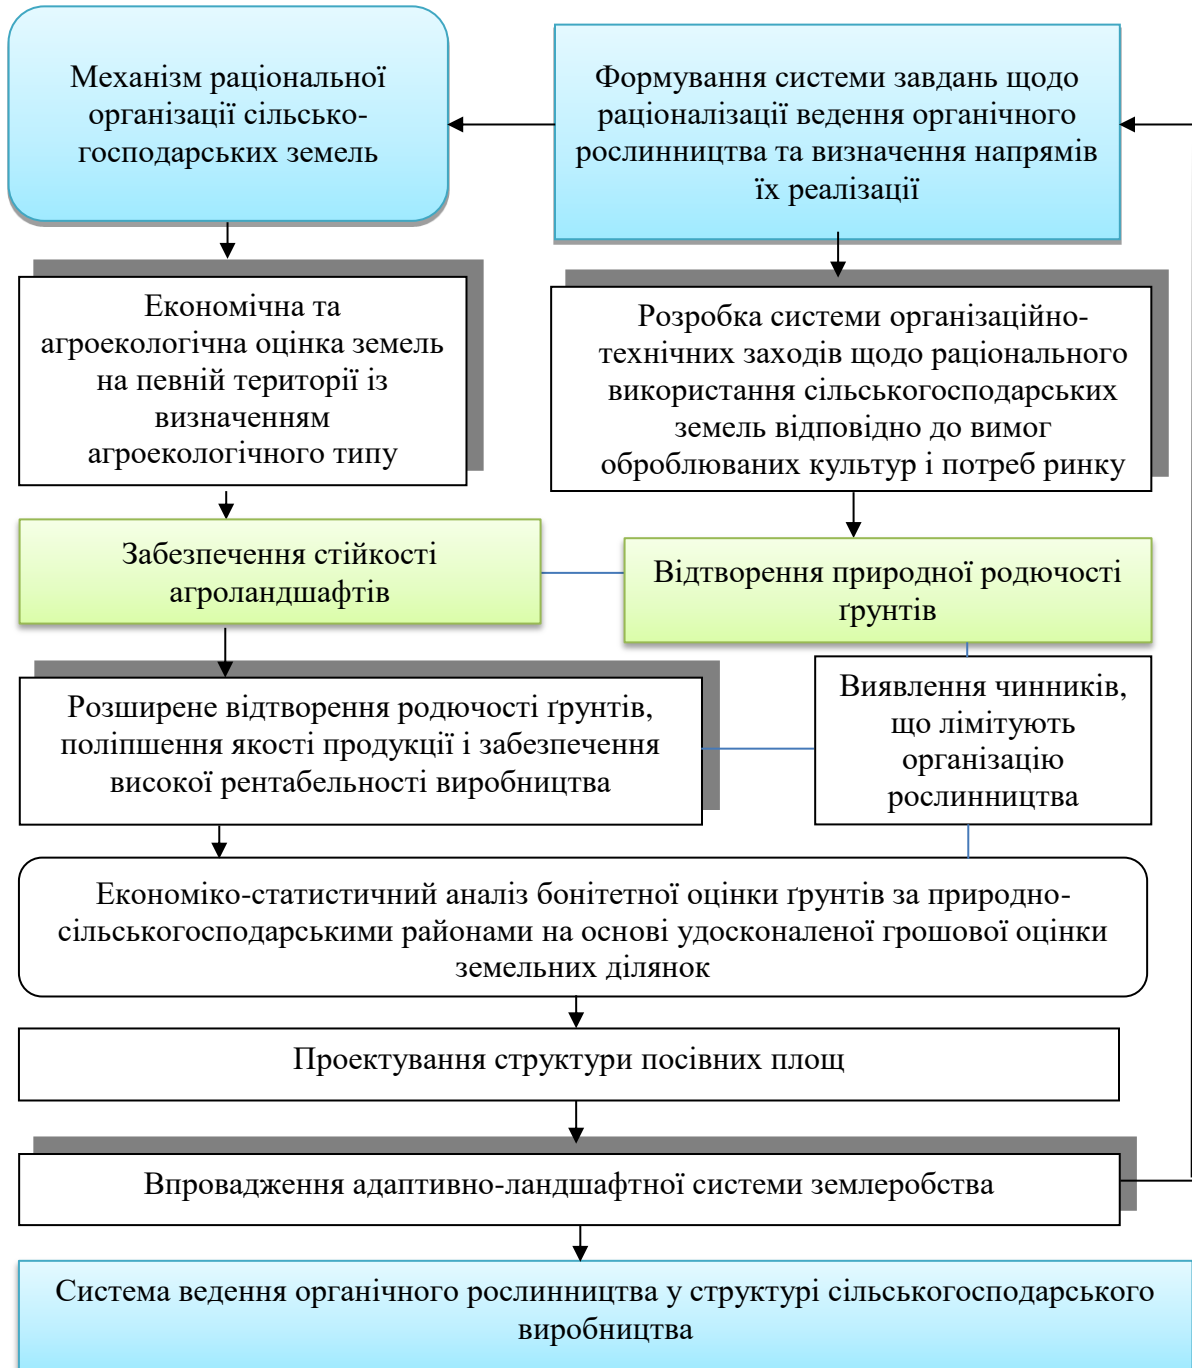 Механізм раціональної
організації сільсько-
господарських земель
Формування системи завдань щодо
раціоналізації ведення органічного
рослинництва та визначення напрямів
їх реалізації
Економічна та
агроекологічна оцінка земель
на певній території із
визначенням
агроекологічного типу
Розробка системи організаційно-
технічних заходів щодо раціонального
використання сільськогосподарських
земель відповідно до вимог
оброблюваних культур і потреб ринку
Забезпечення стійкості
агроландшафтів
Відтворення природної родючості
ґрунтів
Розширене відтворення родючості ґрунтів,
поліпшення якості продукції і забезпечення
високої рентабельності виробництва
Виявлення чинників,
що лімітують
організацію
рослинництва
Економіко-статистичний аналіз бонітетної оцінки ґрунтів за природно-
сільськогосподарськими районами на основі удосконаленої грошової оцінки
земельних ділянок
Проектування структури посівних площ
Впровадження адаптивно-ландшафтної системи землеробства
Система ведення органічного рослинництва у структурі сільськогосподарського
виробництва